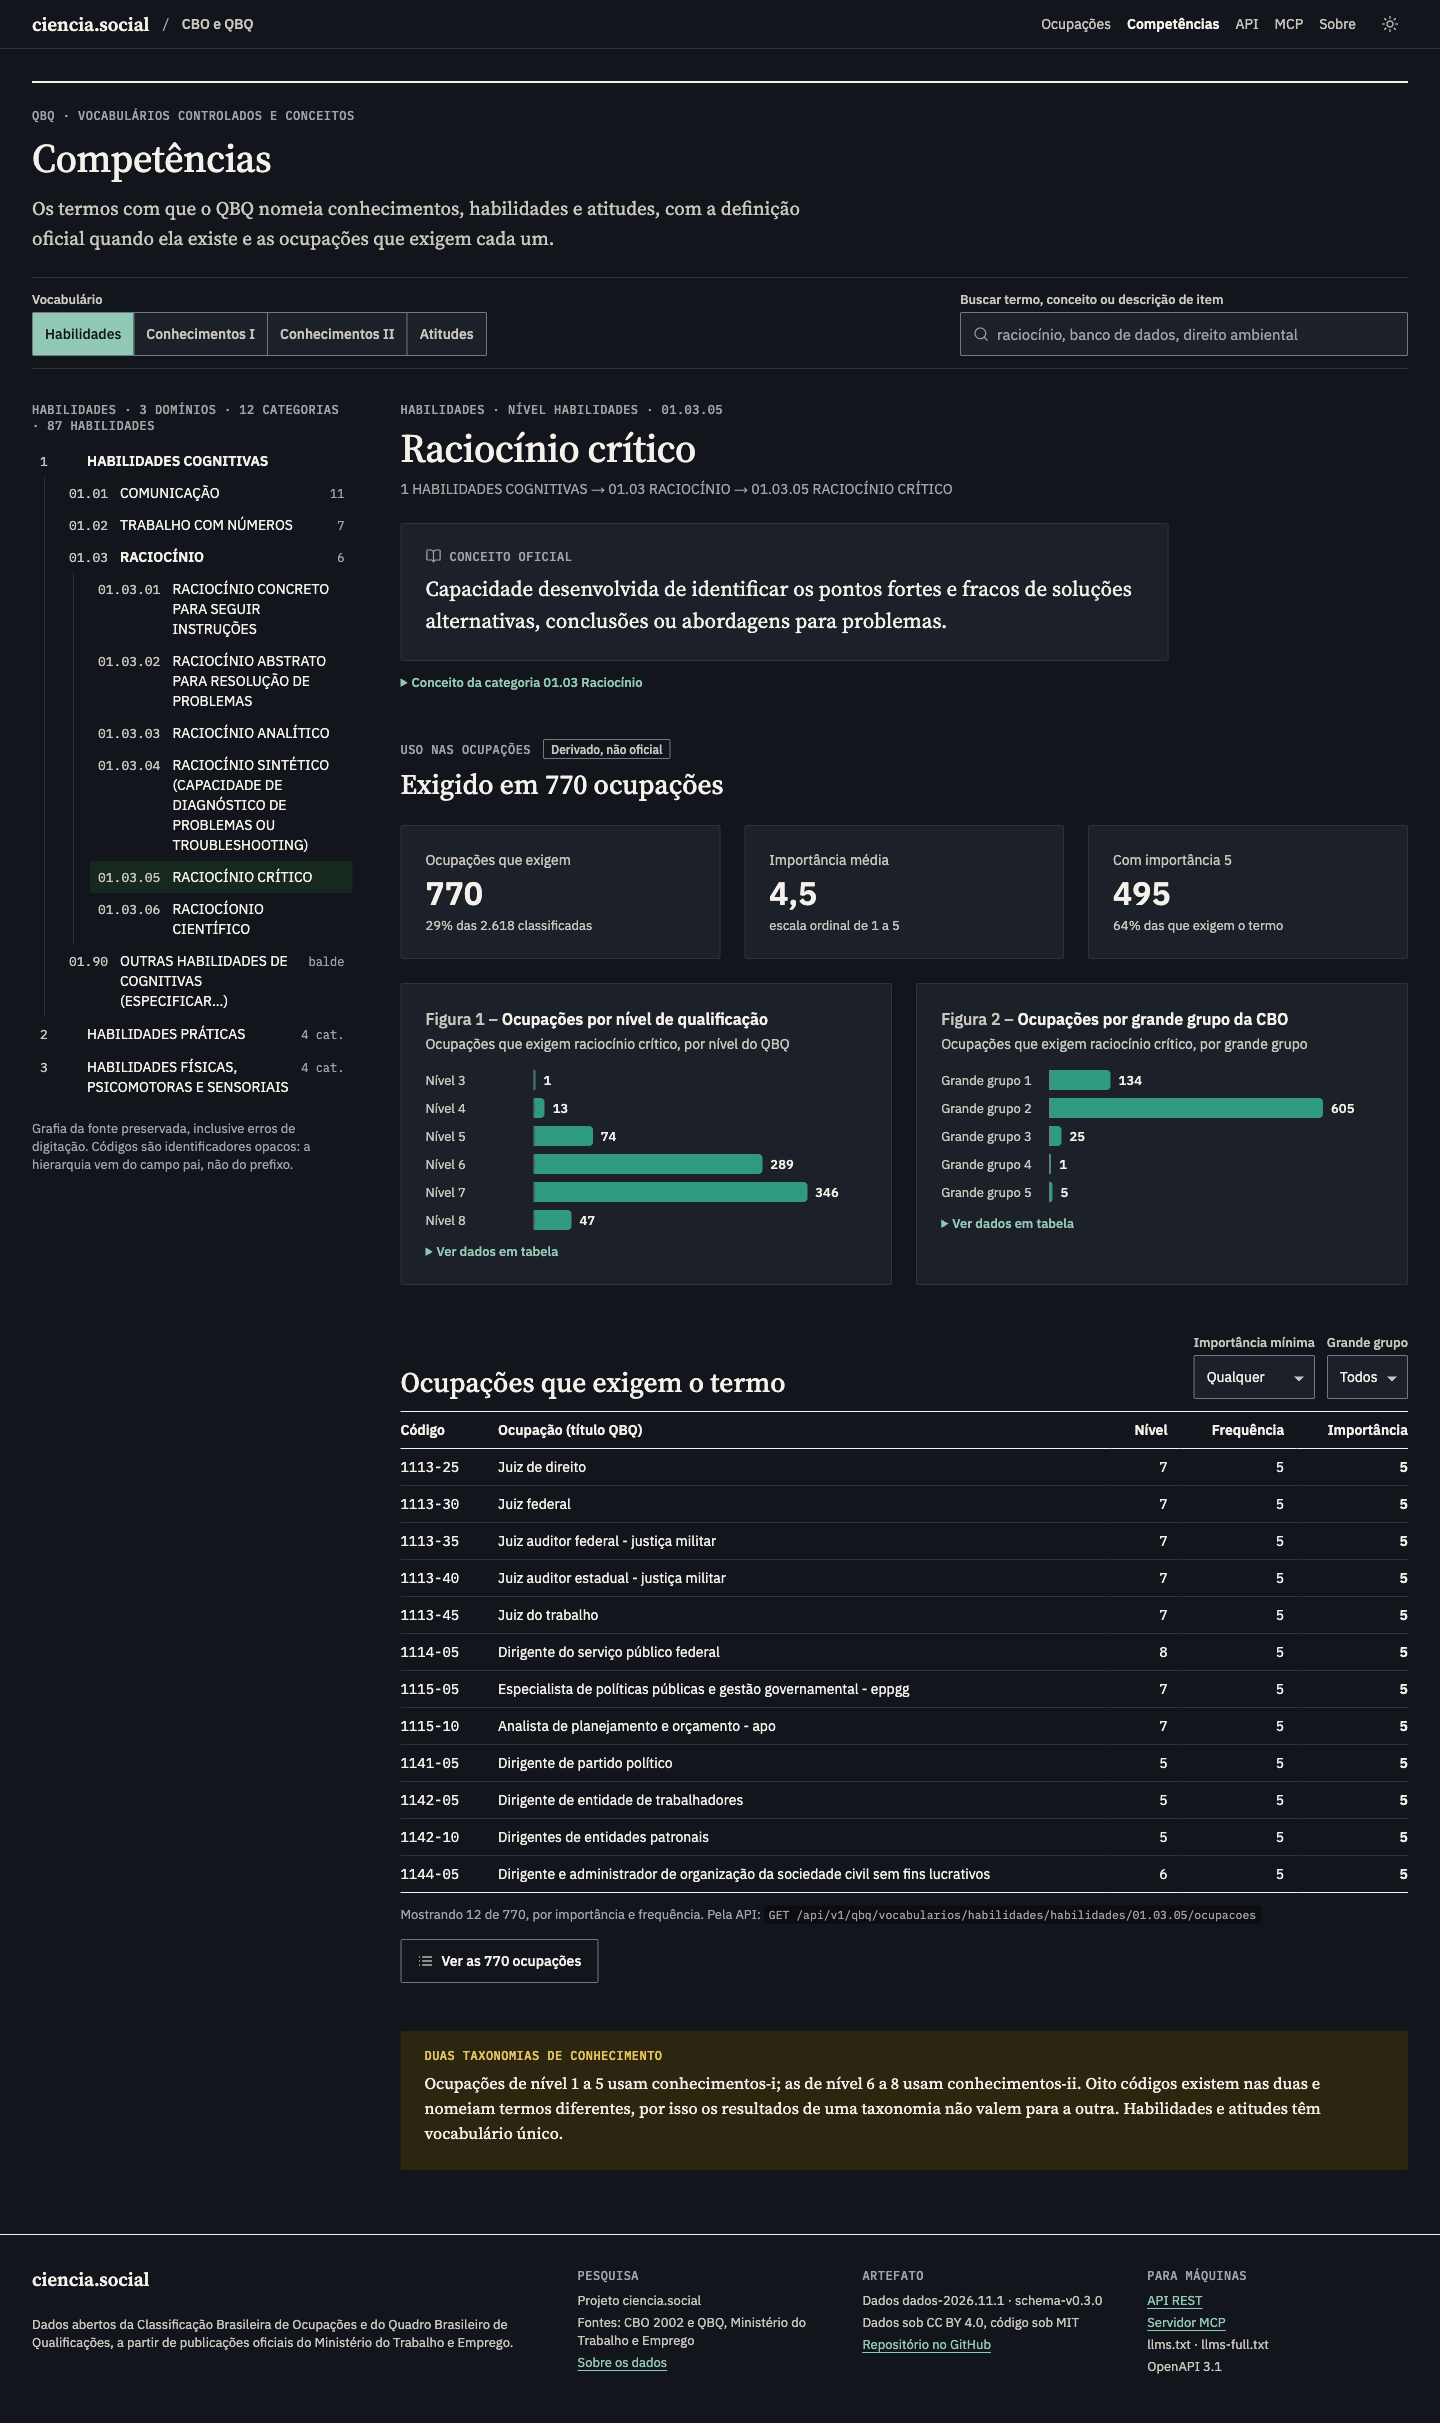 ciencia.social / CBO e QBQ
Ocupações Competências API MCP Sobre
QBQ · VOCABULÁRIOS CONTROLADOS E CONCEITOS
Competências
Os termos com que o QBQ nomeia conhecimentos, habilidades e atitudes, com a definição
oficial quando ela existe e as ocupações que exigem cada um.
Vocabulário
Habilidades Conhecimentos I Conhecimentos II Atitudes
Buscar termo, conceito ou descrição de item
raciocínio, banco de dados, direito ambiental
HABILIDADES · 3 DOMÍNIOS · 12 CATEGORIAS
· 87 HABILIDADES
1 HABILIDADES COGNITIVAS
01.01 COMUNICAÇÃO 11
01.02 TRABALHO COM NÚMEROS 7
01.03 RACIOCÍNIO 6
01.03.01 RACIOCÍNIO CONCRETO
PARA SEGUIR
INSTRUÇÕES
01.03.02 RACIOCÍNIO ABSTRATO
PARA RESOLUÇÃO DE
PROBLEMAS
01.03.03 RACIOCÍNIO ANALÍTICO
01.03.04 RACIOCÍNIO SINTÉTICO
(CAPACIDADE DE
DIAGNÓSTICO DE
PROBLEMAS OU
TROUBLESHOOTING)
01.03.05 RACIOCÍNIO CRÍTICO
01.03.06 RACIOCÍONIO
CIENTÍFICO
01.90 OUTRAS HABILIDADES DE balde
COGNITIVAS
(ESPECIFICAR...)
2 HABILIDADES PRÁTICAS 4 cat.
3 HABILIDADES FÍSICAS, 4 cat.
PSICOMOTORAS E SENSORIAIS
Grafia da fonte preservada, inclusive erros de
digitação. Códigos são identificadores opacos: a
hierarquia vem do campo pai, não do prefixo.
HABILIDADES · NÍVEL HABILIDADES · 01.03.05
Raciocínio crítico
1 HABILIDADES COGNITIVAS → 01.03 RACIOCÍNIO → 01.03.05 RACIOCÍNIO CRÍTICO
CONCEITO OFICIAL
Capacidade desenvolvida de identificar os pontos fortes e fracos de soluções
alternativas, conclusões ou abordagens para problemas.
Conceito da categoria 01.03 Raciocínio
USO NAS OCUPAÇÕES Derivado, não oficial
Exigido em 770 ocupações
Ocupações que exigem
770
29% das 2.618 classificadas
Importância média
4,5
escala ordinal de 1 a 5
Com importância 5
495
64% das que exigem o termo
Figura 1 – Ocupações por nível de qualificação
Ocupações que exigem raciocínio crítico, por nível do QBQ
Nível 3 1
Nível 4 13
Nível 5 74
Nível 6 289
Nível 7 346
Nível 8 47
Ver dados em tabela
Figura 2 – Ocupações por grande grupo da CBO
Ocupações que exigem raciocínio crítico, por grande grupo
Grande grupo 1 134
Grande grupo 2 605
Grande grupo 3 25
Grande grupo 4 1
Grande grupo 5 5
Ver dados em tabela
Ocupações que exigem o termo
Importância mínima Grande grupo
Qualquer Todos
Código Ocupação (título QBQ) Nível Frequência Importância
1113-25 Juiz de direito 7 5 5
1113-30 Juiz federal 7 5 5
1113-35 Juiz auditor federal - justiça militar 7 5 5
1113-40 Juiz auditor estadual - justiça militar 7 5 5
1113-45 Juiz do trabalho 7 5 5
1114-05 Dirigente do serviço público federal 8 5 5
1115-05 Especialista de políticas públicas e gestão governamental - eppgg 7 5 5
1115-10 Analista de planejamento e orçamento - apo 7 5 5
1141-05 Dirigente de partido político 5 5 5
1142-05 Dirigente de entidade de trabalhadores 5 5 5
1142-10 Dirigentes de entidades patronais 5 5 5
1144-05 Dirigente e administrador de organização da sociedade civil sem fins lucrativos 6 5 5
Mostrando 12 de 770, por importância e frequência. Pela API: GET /api/v1/qbq/vocabularios/habilidades/habilidades/01.03.05/ocupacoes
Ver as 770 ocupações
DUAS TAXONOMIAS DE CONHECIMENTO
Ocupações de nível 1 a 5 usam conhecimentos-i; as de nível 6 a 8 usam conhecimentos-ii. Oito códigos existem nas duas e
nomeiam termos diferentes, por isso os resultados de uma taxonomia não valem para a outra. Habilidades e atitudes têm
vocabulário único.
ciencia.social
Dados abertos da Classificação Brasileira de Ocupações e do Quadro Brasileiro de
Qualificações, a partir de publicações oficiais do Ministério do Trabalho e Emprego.
PESQUISA
Projeto ciencia.social
Fontes: CBO 2002 e QBQ, Ministério do
Trabalho e Emprego
Sobre os dados
ARTEFATO
Dados dados-2026.11.1 · schema-v0.3.0
Dados sob CC BY 4.0, código sob MIT
Repositório no GitHub
PARA MÁQUINAS
API REST
Servidor MCP
llms.txt · llms-full.txt
OpenAPI 3.1